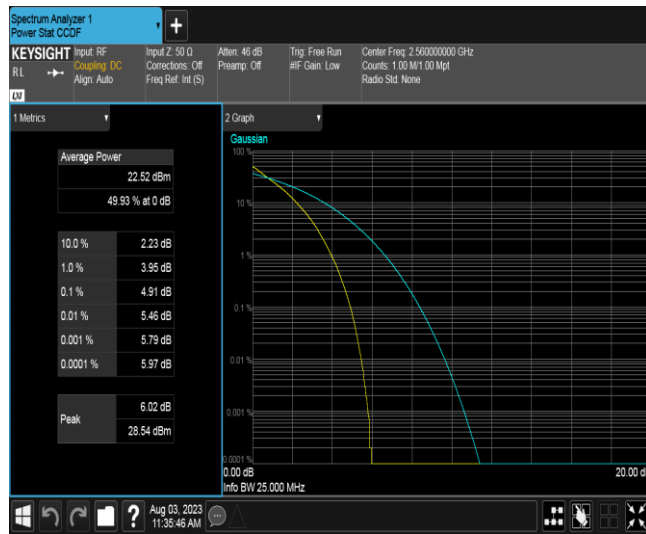 Spectrum Analyzer 1
Power Stat CCDF
+
KEYSIGHT
RL
LXI
Input: RF
Coupling: DC
Align: Auto
Input Z: 50 Ω
Corrections: Off
Freq Ref: Int (S)
Atten: 46 dB
Preamp: Off
Trig: Free Run
#IF Gain: Low
Center Freq: 2.560000000 GHz
Counts: 1.00 M/1.00 Mpt
Radio Std: None
1 Metrics
Average Power
22.52 dBm
49.93 % at 0 dB
10.0 % 2.23 dB
1.0 % 3.95 dB
0.1 % 4.91 dB
0.01 % 5.46 dB
0.001 % 5.79 dB
0.0001 % 5.97 dB
Peak
6.02 dB
28.54 dBm
2 Graph
Gaussian
100 %
10 %
1 %
0.1 %
0.01 %
0.001 %
0.0001 %
0.00 dB
20.00 d
Info BW 25.000 MHz
?
Aug 03, 2023
11:35:46 AM